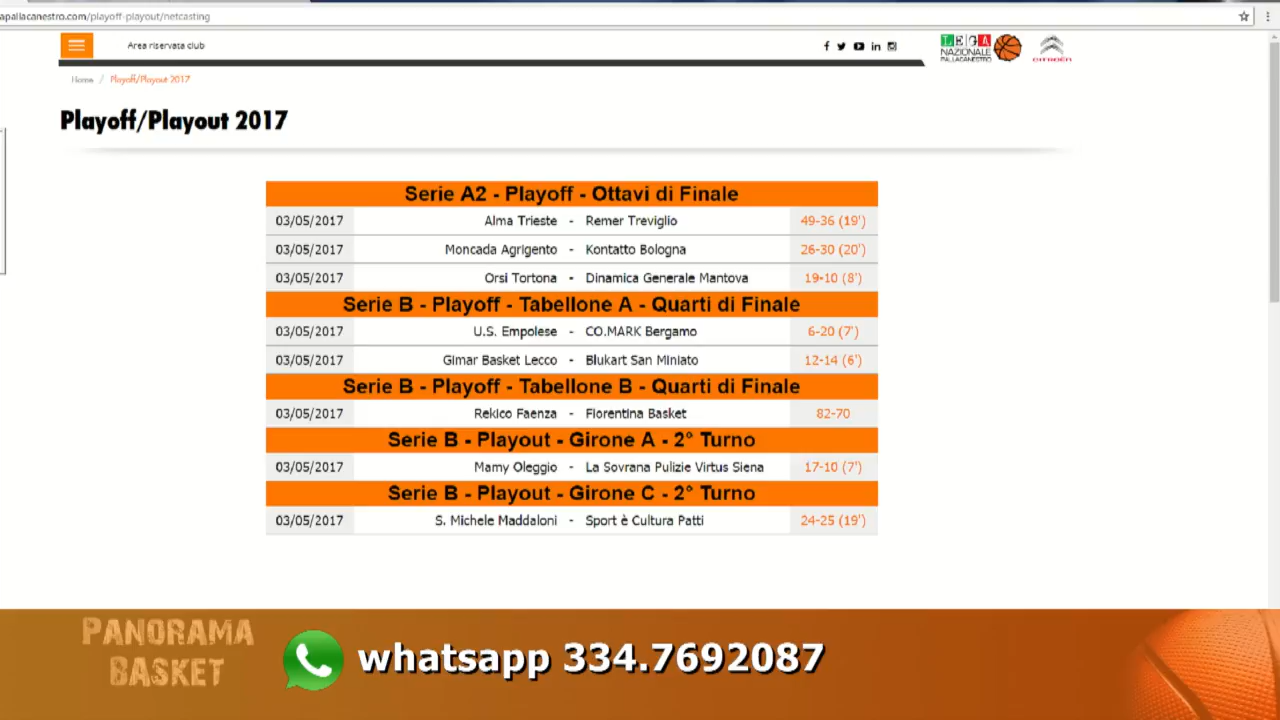 apallacanestro.com/playoff-playout/netcasting
Area riservata club
LEGA
NAZIONALE
PALLACANESTRO
CITROËN
Home / Playoff/Playout 2017
Playoff/Playout 2017
Serie A2 - Playoff - Ottavi di Finale
03/05/2017 Alma Trieste - Remer Treviglio 49-36 (19')
03/05/2017 Moncada Agrigento - Kontatto Bologna 26-30 (20')
03/05/2017 Orsi Tortona - Dinamica Generale Mantova 19-10 (8')
Serie B - Playoff - Tabellone A - Quarti di Finale
03/05/2017 U.S. Empolese - CO.MARK Bergamo 6-20 (7')
03/05/2017 Gimar Basket Lecco - Blukart San Miniato 12-14 (6')
Serie B - Playoff - Tabellone B - Quarti di Finale
03/05/2017 Rekico Faenza - Fiorentina Basket 82-70
Serie B - Playout - Girone A - 2° Turno
03/05/2017 Mamy Oleggio - La Sovrana Pulizie Virtus Siena 17-10 (7')
Serie B - Playout - Girone C - 2° Turno
03/05/2017 S. Michele Maddaloni - Sport è Cultura Patti 24-25 (19')
PANORAMA
BASKET
whatsapp 334.7692087